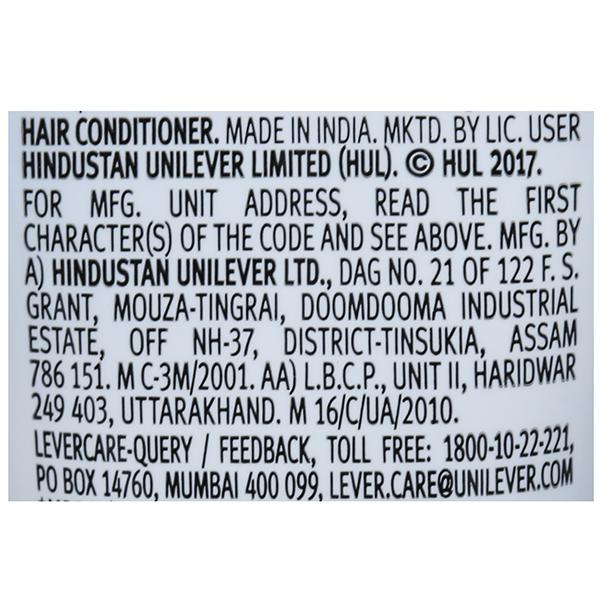 HAIR CONDITIONER. MADE IN INDIA. MKTD. BY LIC. USER
HINDUSTAN UNILEVER LIMITED (HUL). © HUL 2017.
FOR MFG. UNIT ADDRESS, READ THE FIRST
CHARACTER(S) OF THE CODE AND SEE ABOVE. MFG. BY
A) HINDUSTAN UNILEVER LTD., DAG NO. 21 OF 122 F. S.
GRANT, MOUZA-TINGRAI, DOOMDOOMA INDUSTRIAL
ESTATE, OFF NH-37, DISTRICT-TINSUKIA, ASSAM
786 151. M C-3M/2001. AA) L.B.C.P., UNIT II, HARIDWAR
249 403, UTTARAKHAND. M 16/C/UA/2010.
LEVERCARE-QUERY / FEEDBACK, TOLL FREE: 1800-10-22-221,
PO BOX 14760, MUMBAI 400 099, LEVER.CARE@UNILEVER.COM